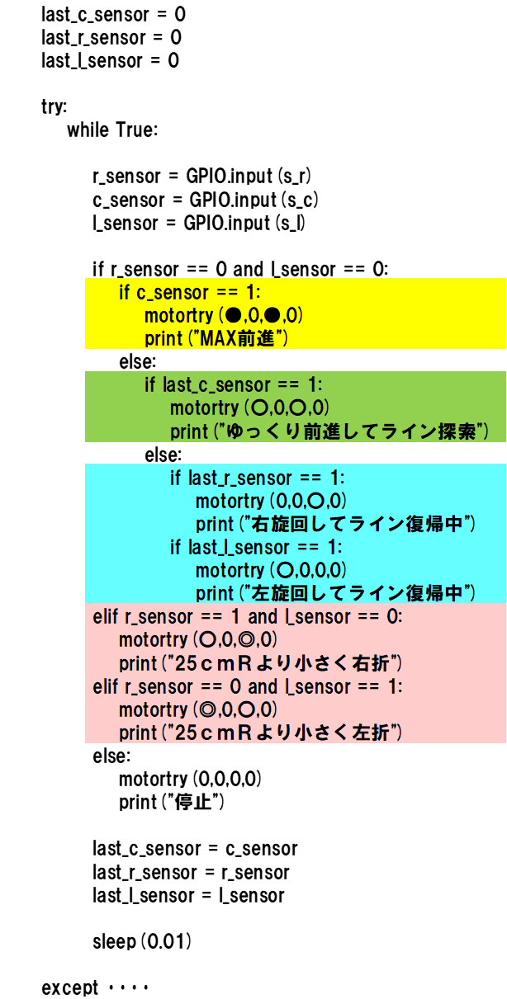 last_c_sensor = 0
last_r_sensor = 0
last_l_sensor = 0
try:
while True:
r_sensor = GPIO.input(s_r)
c_sensor = GPIO.input(s_c)
l_sensor = GPIO.input(s_l)
if r_sensor == 0 and l_sensor == 0:
if c_sensor == 1:
motortry(●,0,●,0)
print("MAX前進")
else:
if last_c_sensor == 1:
motortry(〇,0,〇,0)
print("ゆっくり前進してライン探索")
else:
if last_r_sensor == 1:
motortry(0,0,〇,0)
print("右旋回してライン復帰中")
if last_l_sensor == 1:
motortry(〇,0,0,0)
print("左旋回してライン復帰中")
elif r_sensor == 1 and l_sensor == 0:
motortry(〇,0,◎,0)
print("25ｃｍＲより小さく右折")
elif r_sensor == 0 and l_sensor == 1:
motortry(◎,0,〇,0)
print("25ｃｍＲより小さく左折")
else:
motortry(0,0,0,0)
print("停止")
last_c_sensor = c_sensor
last_r_sensor = r_sensor
last_l_sensor = l_sensor
sleep(0.01)
except ・・・・